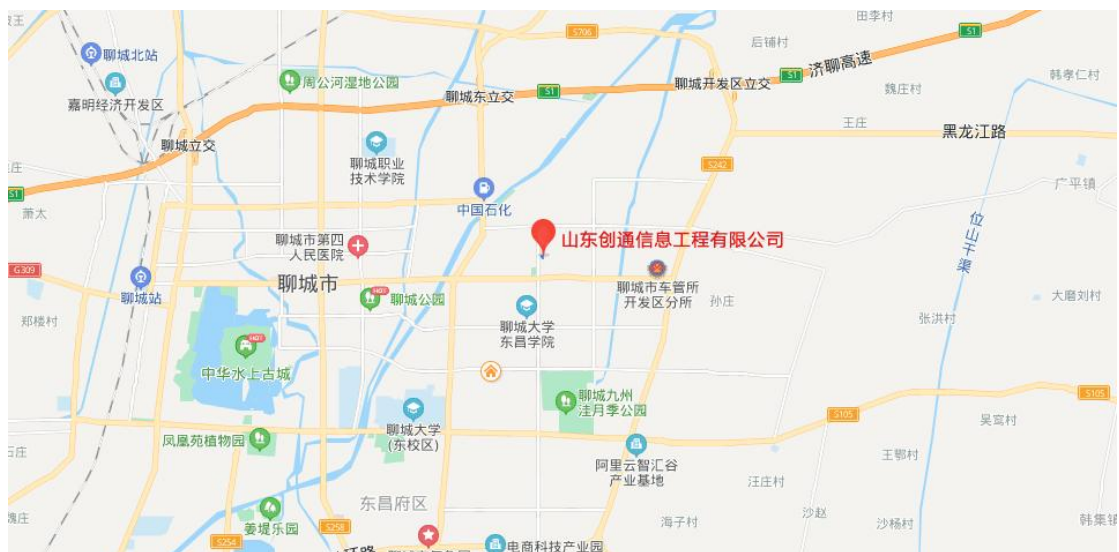 S706
田李村
后铺村
S1
聊城北站
周公河湿地公园
济聊高速
S1
聊城开发区立交
韩孝仁村
嘉明经济开发区
聊城东立交
S1
魏庄村
王庄
黑龙江路
聊城立交
聊城职业
技术学院
S242
广平镇
S1
萧太
中国石化
位山干渠
聊城市第四
人民医院
山东创通信息工程有限公司
G309
聊城市
聊城站
聊城公园
聊城市车管所
开发区分所
孙庄
大磨刘村
郑楼村
聊城大学
东昌学院
张洪村
中华水上古城
聊城九州
洼月季公园
S105
S105
吴窎村
聊城大学
(东校区)
凤凰苑植物园
王鄂村
阿里云智汇谷
产业基地
汪庄村
东昌府区
姜堤乐园
S258
S254
海子村
沙赵
沙杨村
韩集镇
电商科技产业园